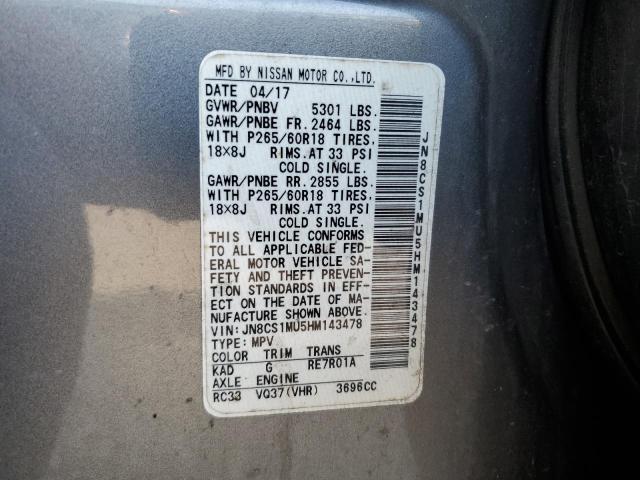 MFD BY NISSAN MOTOR CO.,LTD.
DATE 04/17
GVWR/PNBV 5301 LBS.
GAWR/PNBE FR. 2464 LBS.
WITH P265/60R18 TIRES,
18X8J RIMS.AT 33 PSI
COLD SINGLE.
GAWR/PNBE RR. 2855 LBS.
WITH P265/60R18 TIRES,
18X8J RIMS.AT 33 PSI
COLD SINGLE.
THIS VEHICLE CONFORMS
TO ALL APPLICABLE FED-
ERAL MOTOR VEHICLE SA-
FETY AND THEFT PREVEN-
TION STANDARDS IN EFF-
ECT ON THE DATE OF MA-
NUFACTURE SHOWN ABOVE.
VIN: JN8CS1MU5HM143478
TYPE: MPV
COLOR TRIM TRANS
KAD G RE7R01A
AXLE ENGINE
RC33 VQ37(VHR) 3696CC
JN8CS1MU5HM143478